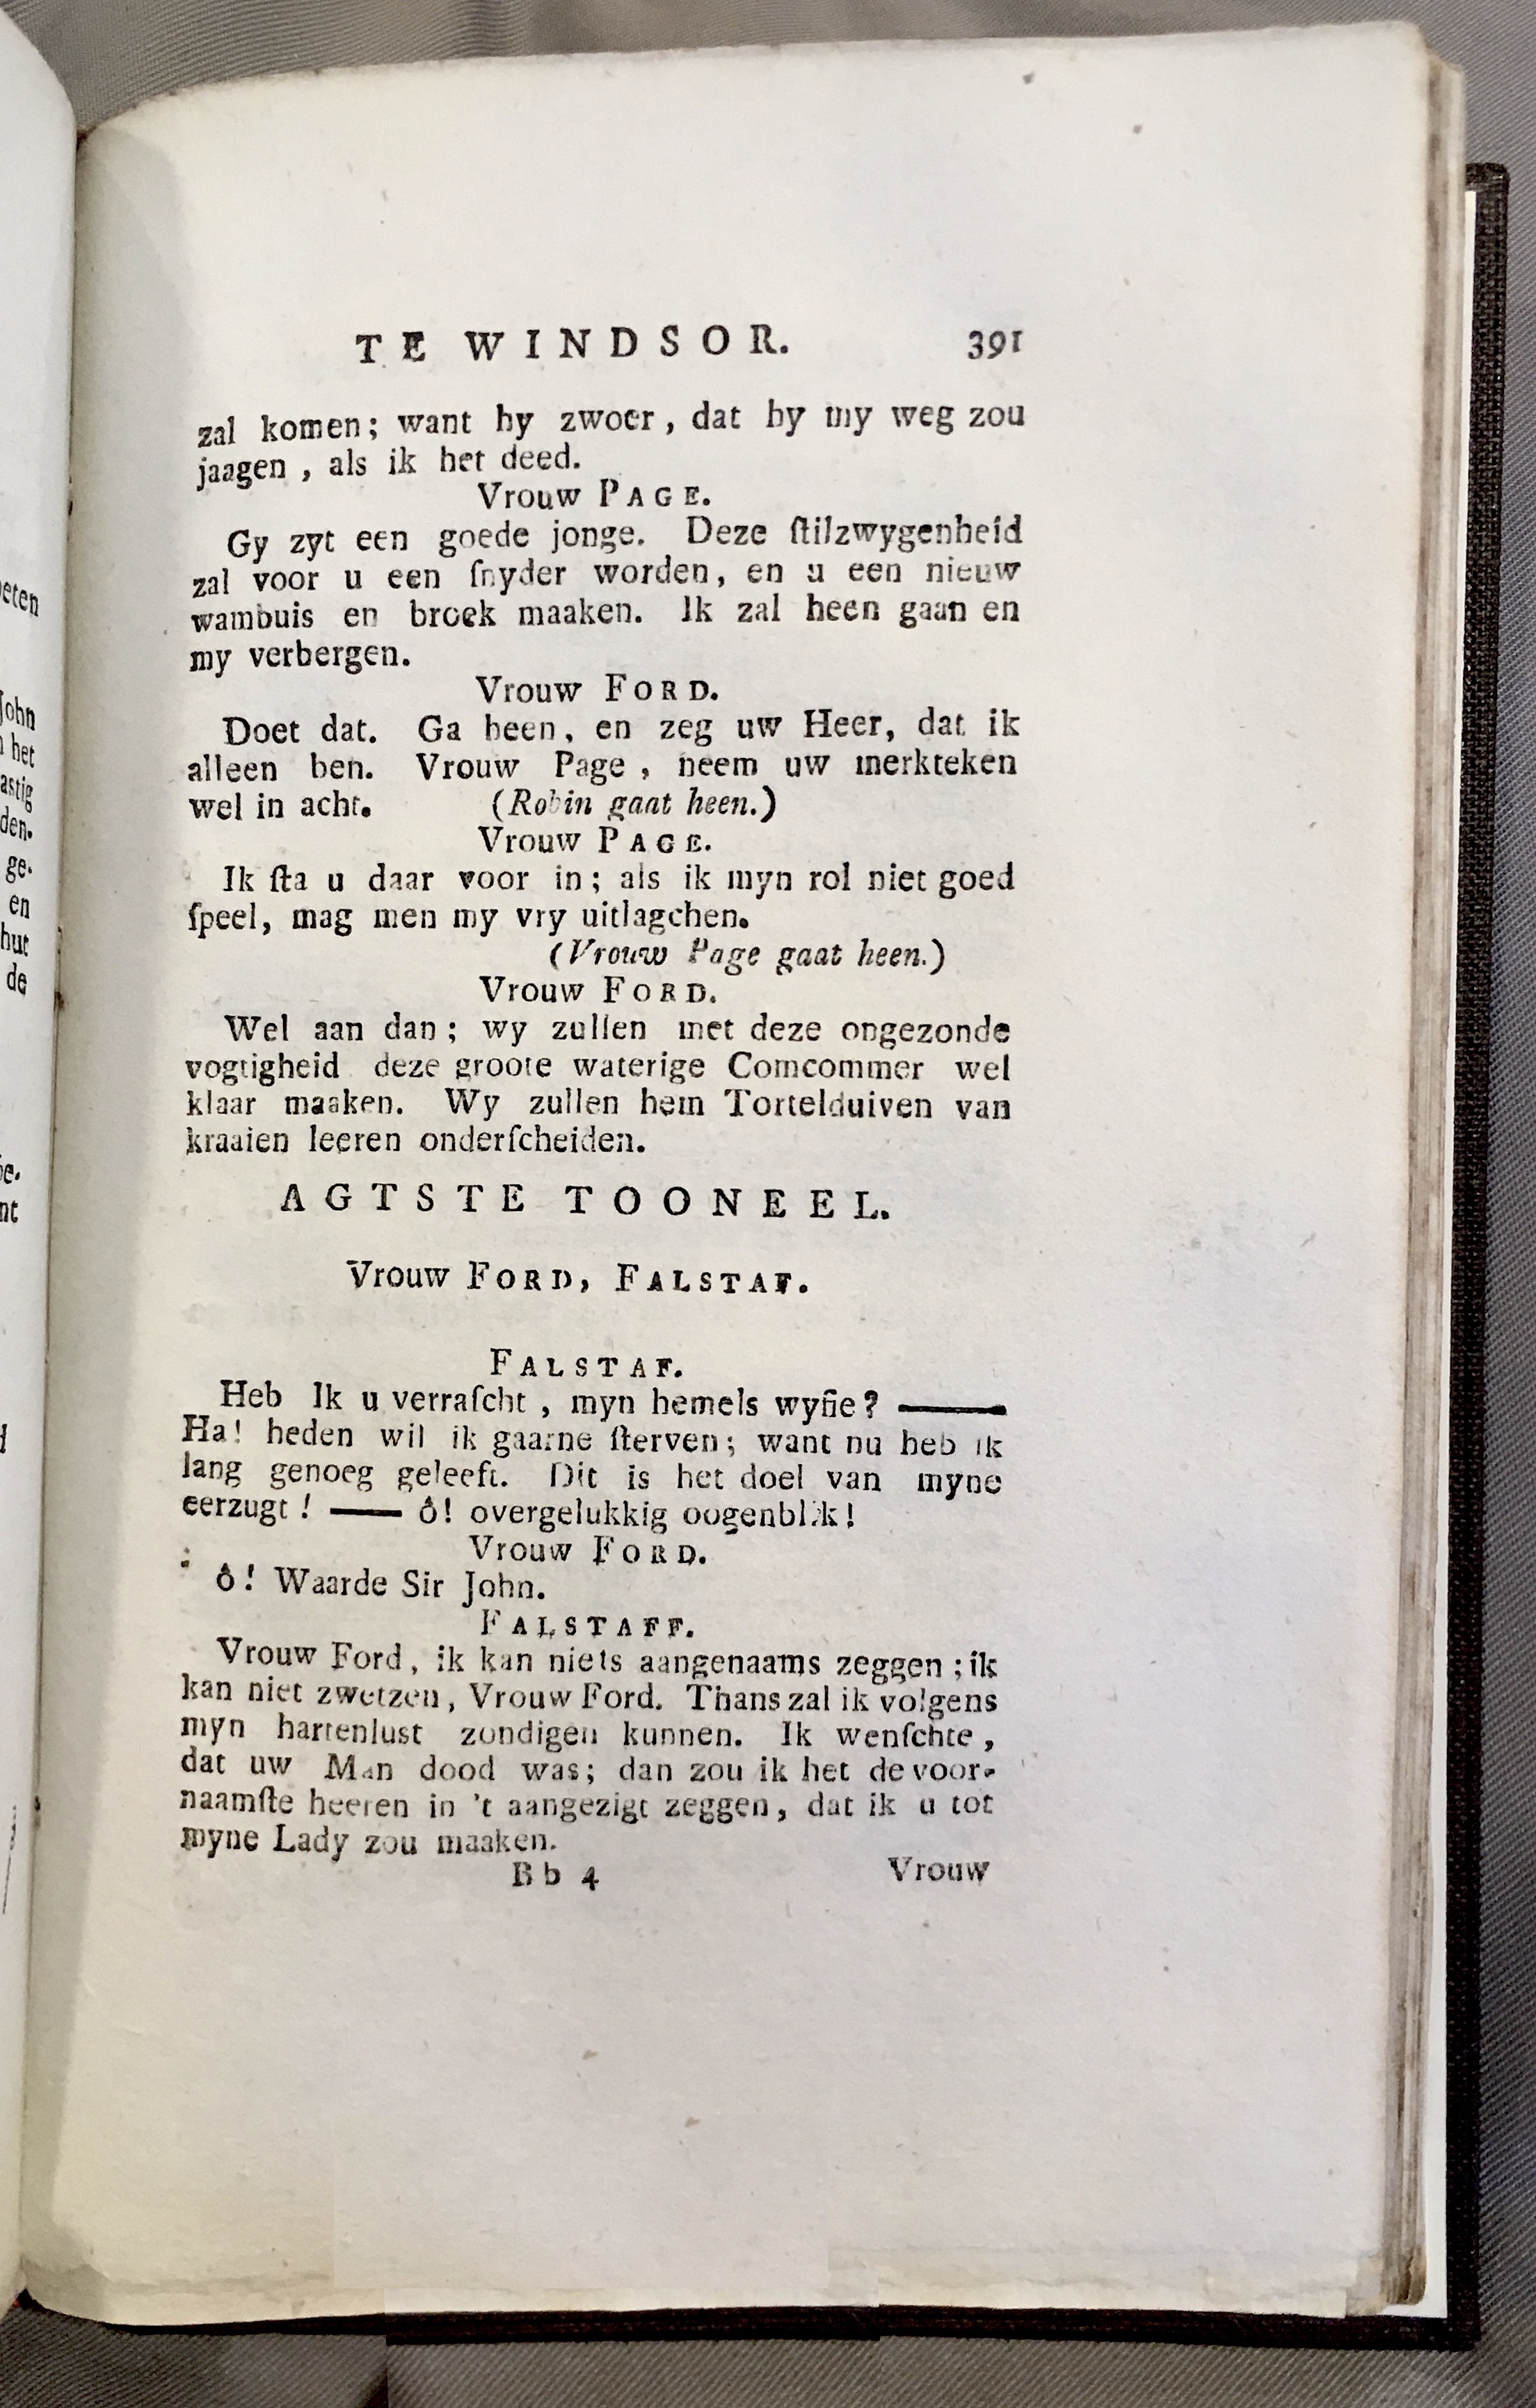 TE WINDSOR. 391
zal komen; want hy zwoer, dat hy my weg zou
jaagen, als ik het deed.
Vrouw PAGE.
Gy zyt een goede jonge. Deze ſtilzwygenheid
zal voor u een ſnyder worden, en u een nieuw
wambuis en broek maaken. Ik zal heen gaan en
my verbergen.
Vrouw FORD.
Doet dat. Ga heen, en zeg uw Heer, dat ik
alleen ben. Vrouw Page, neem uw merkteken
wel in acht. (Robin gaat heen.)
Vrouw PAGE.
Ik ſta u daar voor in; als ik myn rol niet goed
ſpeel, mag men my vry uitlagchen.
(Vrouw Page gaat heen.)
Vrouw FORD.
Wel aan dan; wy zullen met deze ongezonde
vogtigheid deze groote waterige Comcommer wel
klaar maaken. Wy zullen hem Tortelduiven van
kraaien leeren onderſcheiden.
AGTSTE TOONEEL.
Vrouw FORD, FALSTAF.
FALSTAF.
Heb Ik u verraſcht, myn hemels wyfie? ——
Ha! heden wil ik gaarne ſterven; want nu heb ik
lang genoeg geleeft. Dit is het doel van myne
eerzugt! —— ô! overgelukkig oogenblik!
Vrouw FORD.
ô! Waarde Sir John.
FALSTAFF.
Vrouw Ford, ik kan niets aangenaams zeggen; ik
kan niet zwetzen, Vrouw Ford. Thans zal ik volgens
myn hartenlust zondigen kunnen. Ik wenſchte,
dat uw Man dood was; dan zou ik het de voor-
naamſte heeren in 't aangezigt zeggen, dat ik u tot
myne Lady zou maaken.
Bb 4 Vrouw